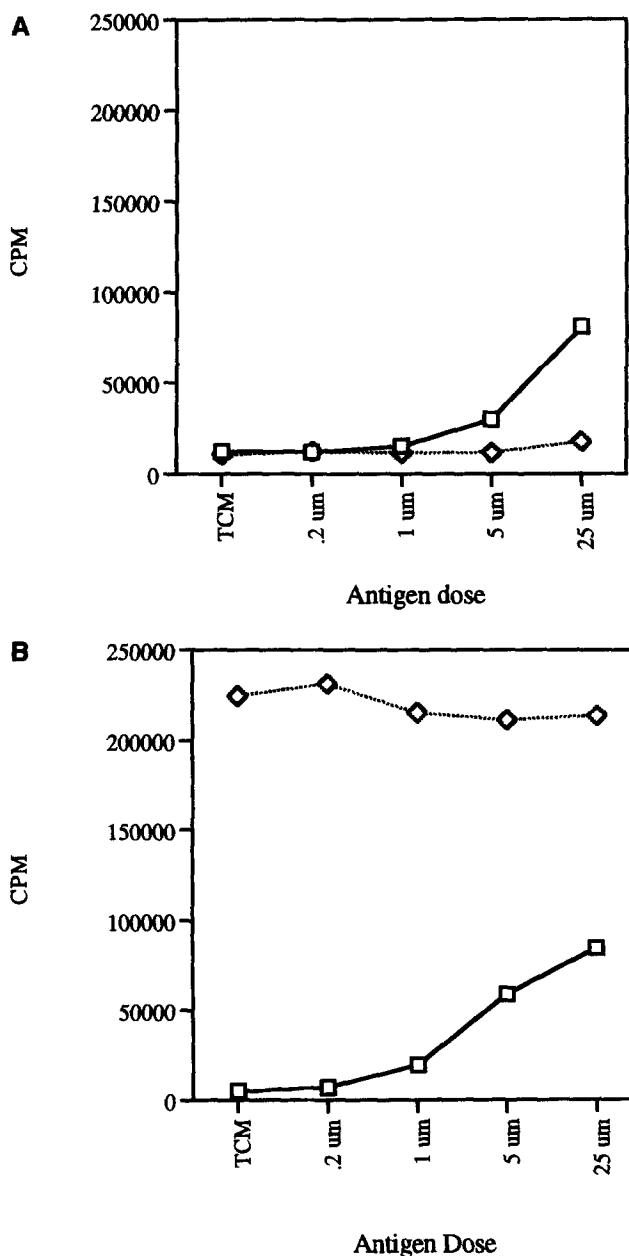 A
250000
200000
150000
100000
50000
0
CPM
TCM
.2 um
1 um
5 um
25 um
Antigen dose
B
250000
200000
150000
100000
50000
0
CPM
TCM
.2 um
1 um
5 um
25 um
Antigen Dose